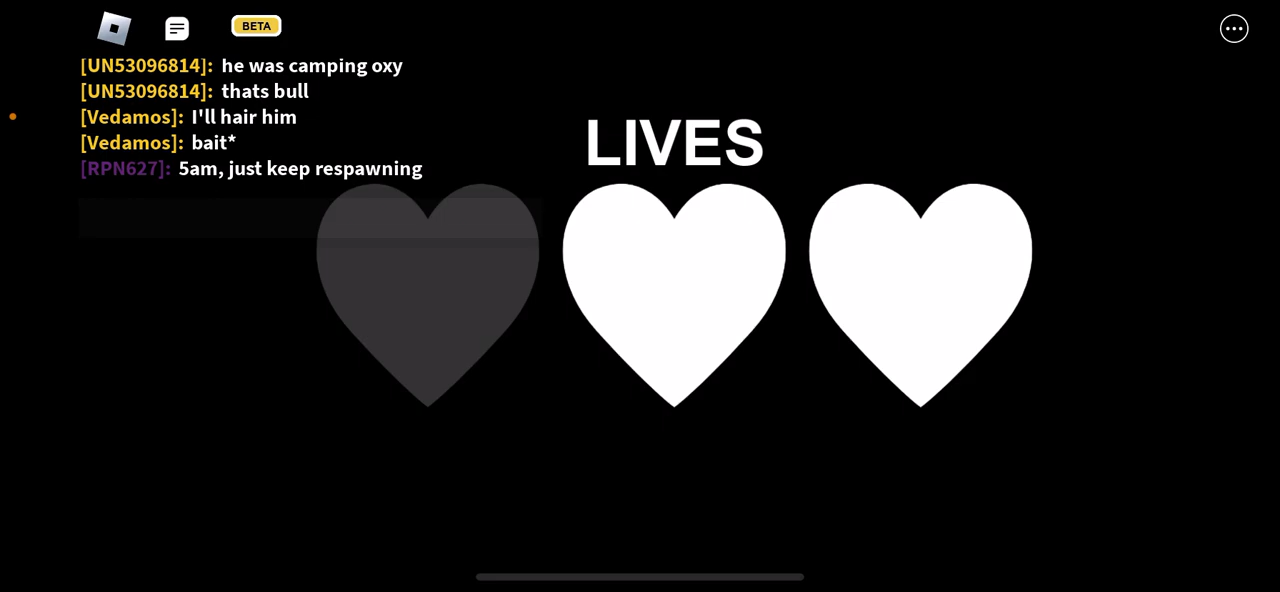 BETA
[UN53096814]: he was camping oxy
[UN53096814]: thats bull
[Vedamos]: I'll hair him
[Vedamos]: bait*
[RPN627]: 5am, just keep respawning
LIVES